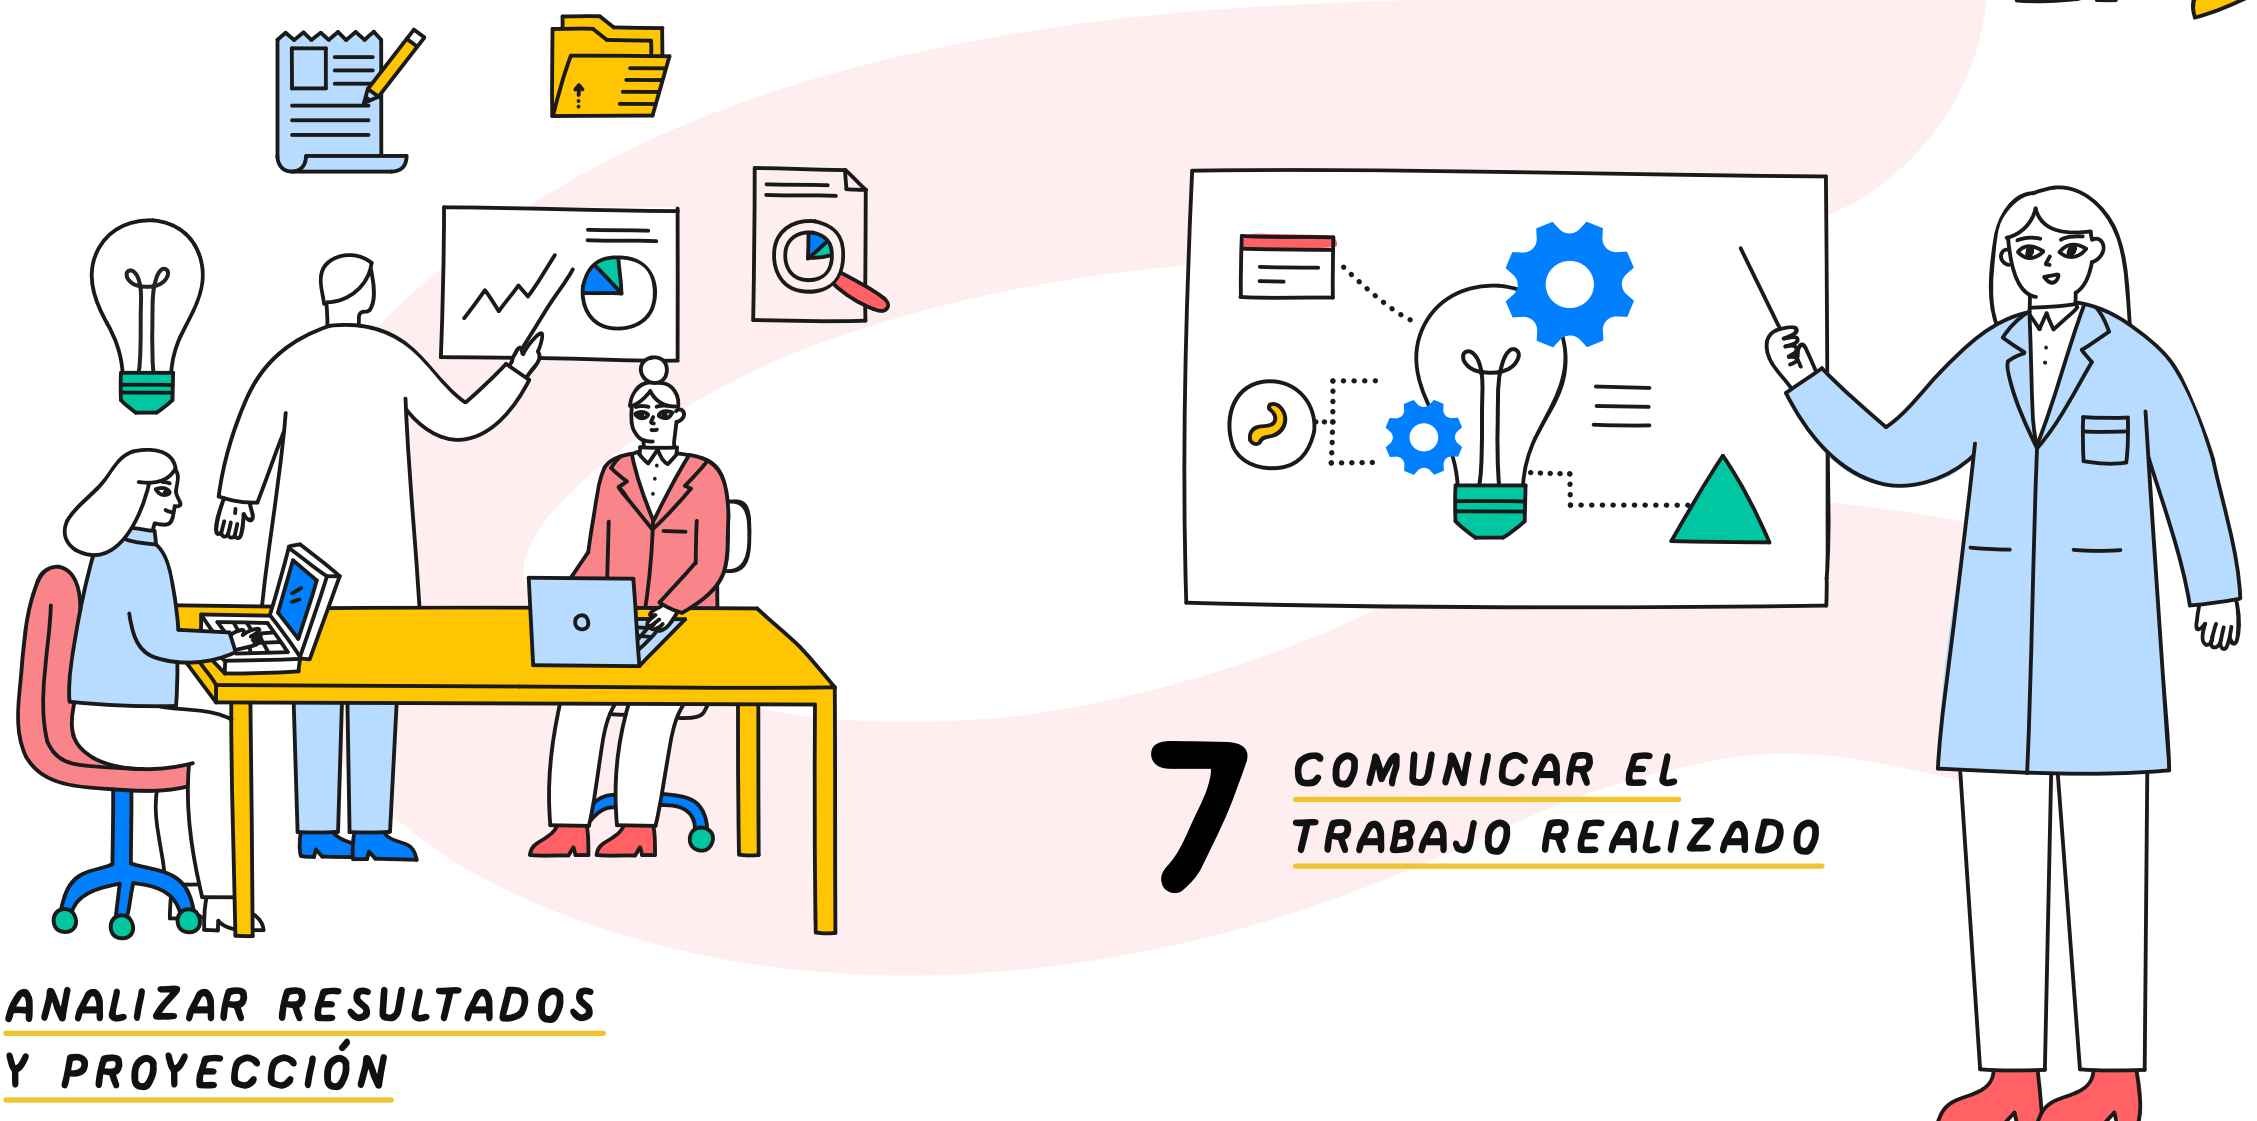 7
COMUNICAR EL
TRABAJO REALIZADO
ANALIZAR RESULTADOS
Y PROYECCIÓN